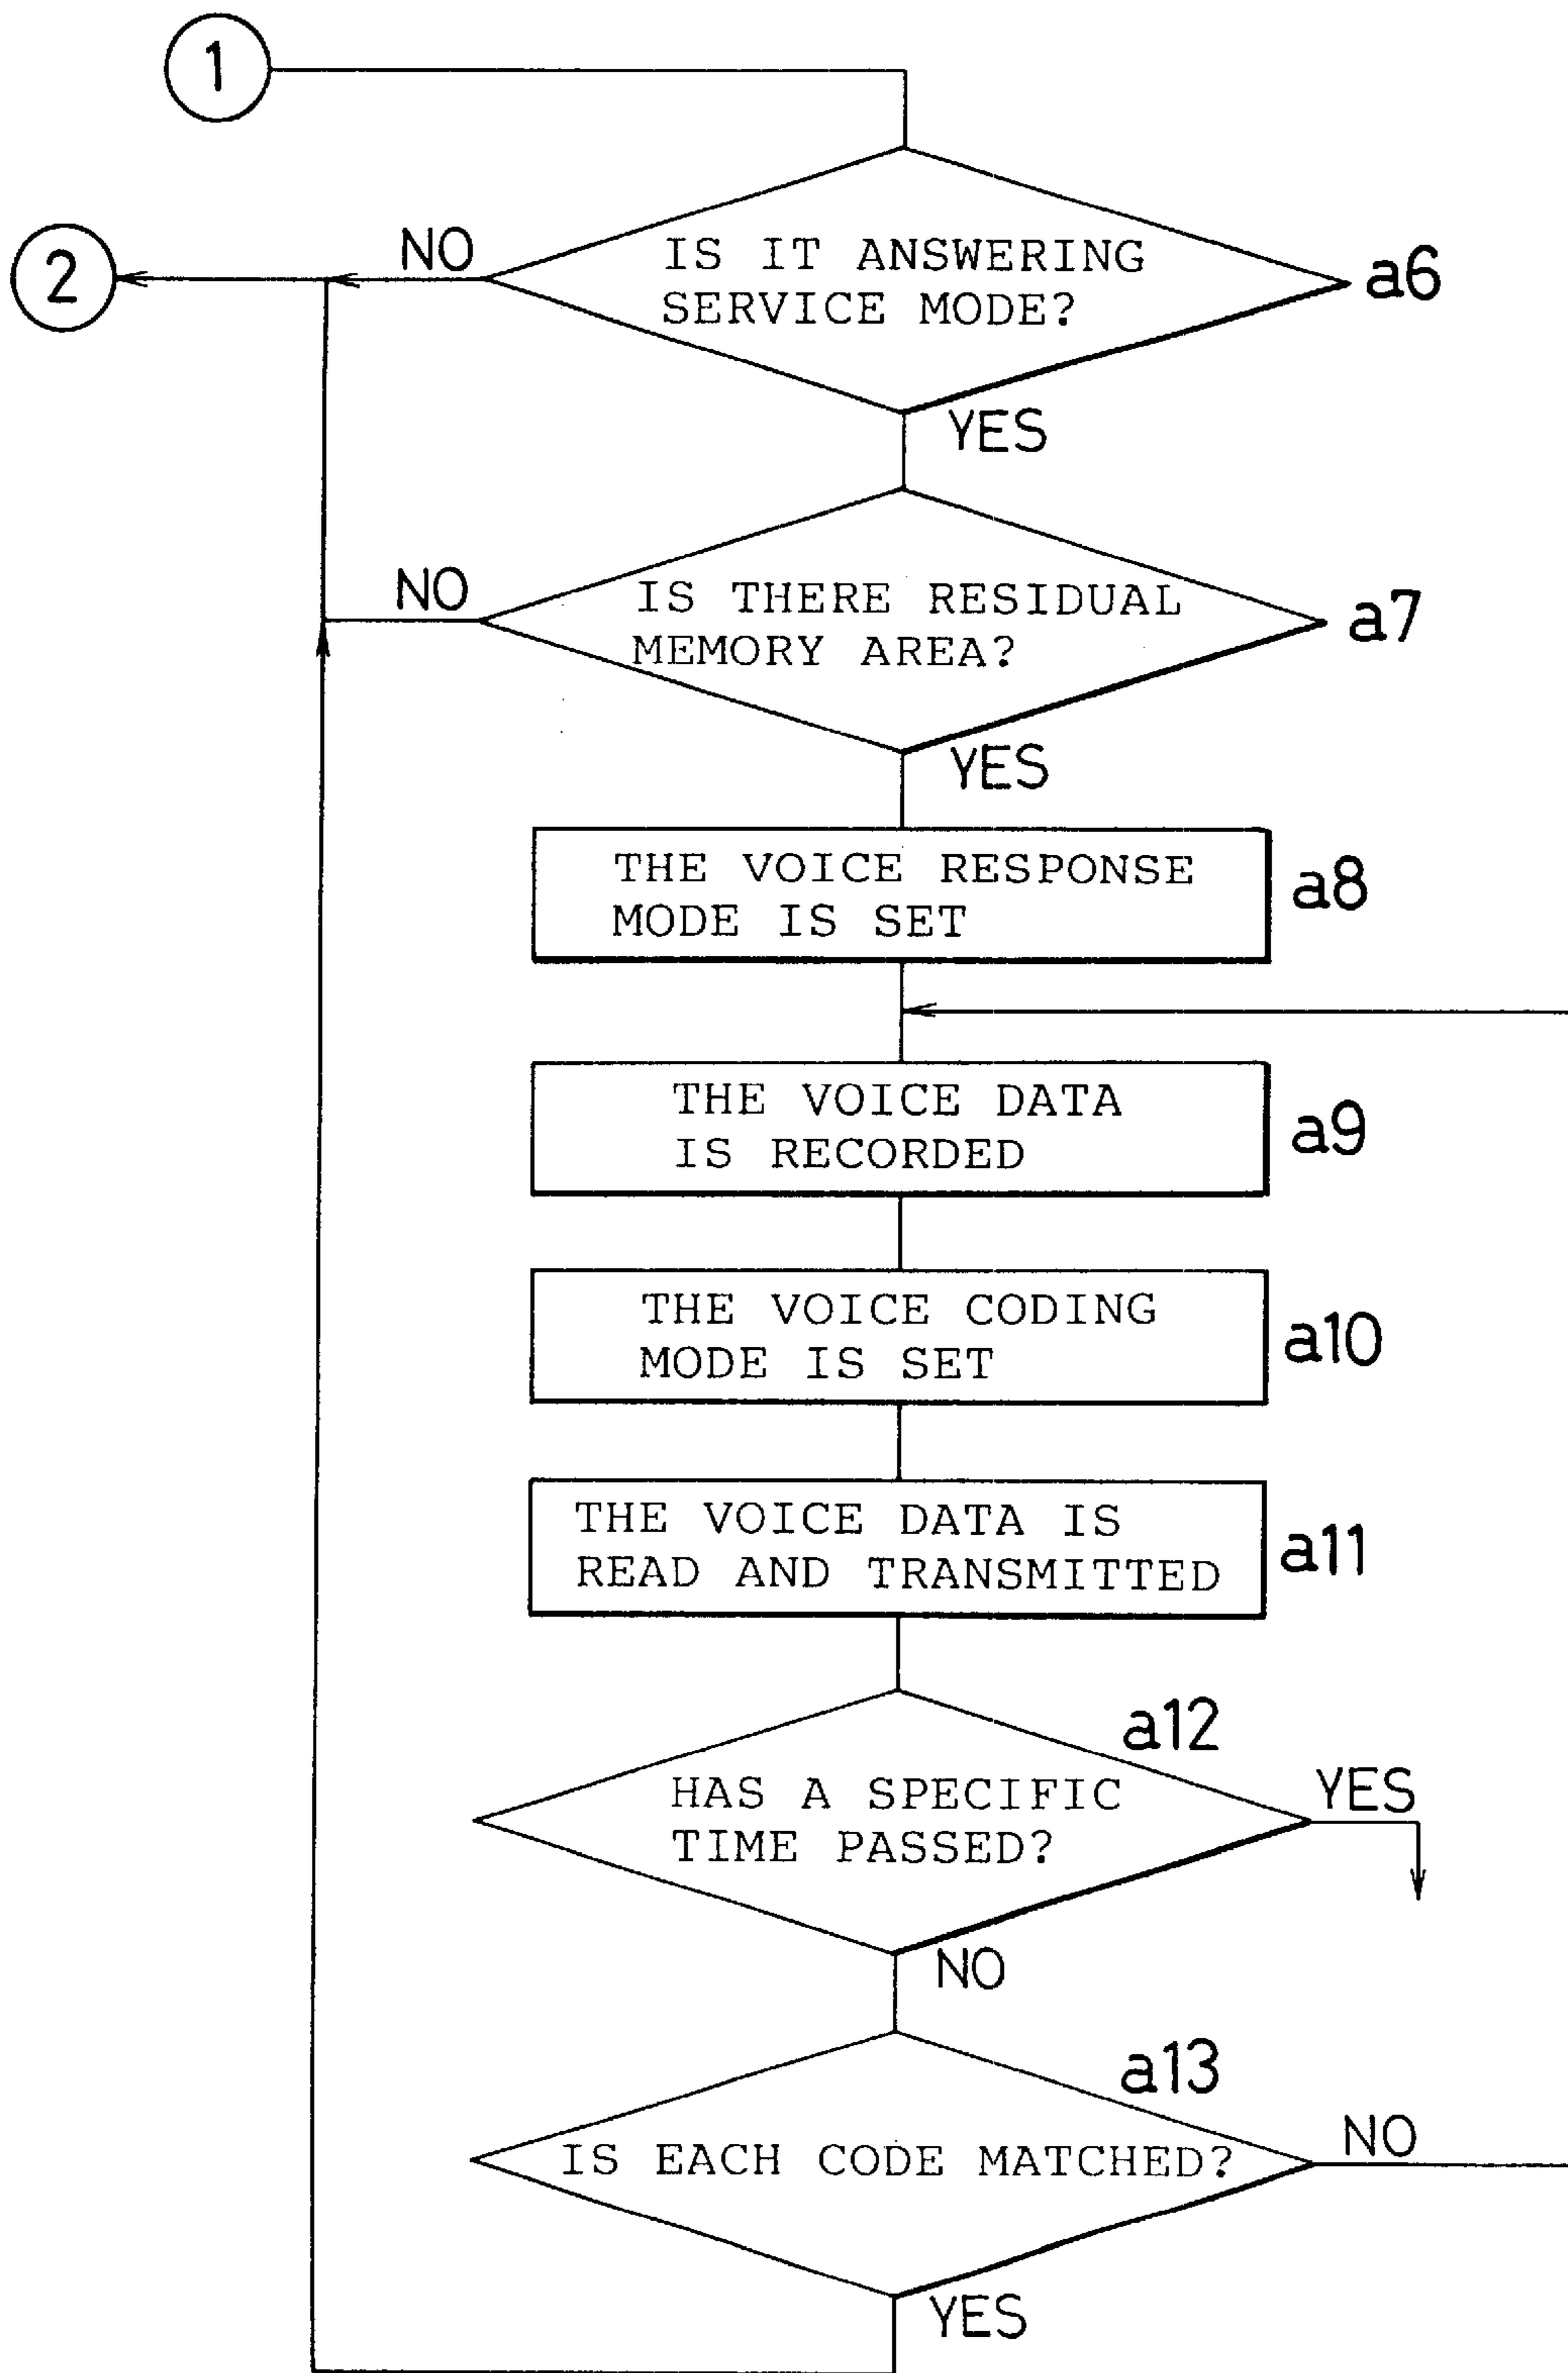 1
2
NO
IS IT ANSWERING
SERVICE MODE?
a6
YES
NO
IS THERE RESIDUAL
MEMORY AREA?
a7
YES
THE VOICE RESPONSE
MODE IS SET
a8
THE VOICE DATA
IS RECORDED
a9
THE VOICE CODING
MODE IS SET
a10
THE VOICE DATA IS
READ AND TRANSMITTED
a11
a12
HAS A SPECIFIC
TIME PASSED?
YES
NO
a13
IS EACH CODE MATCHED?
NO
YES